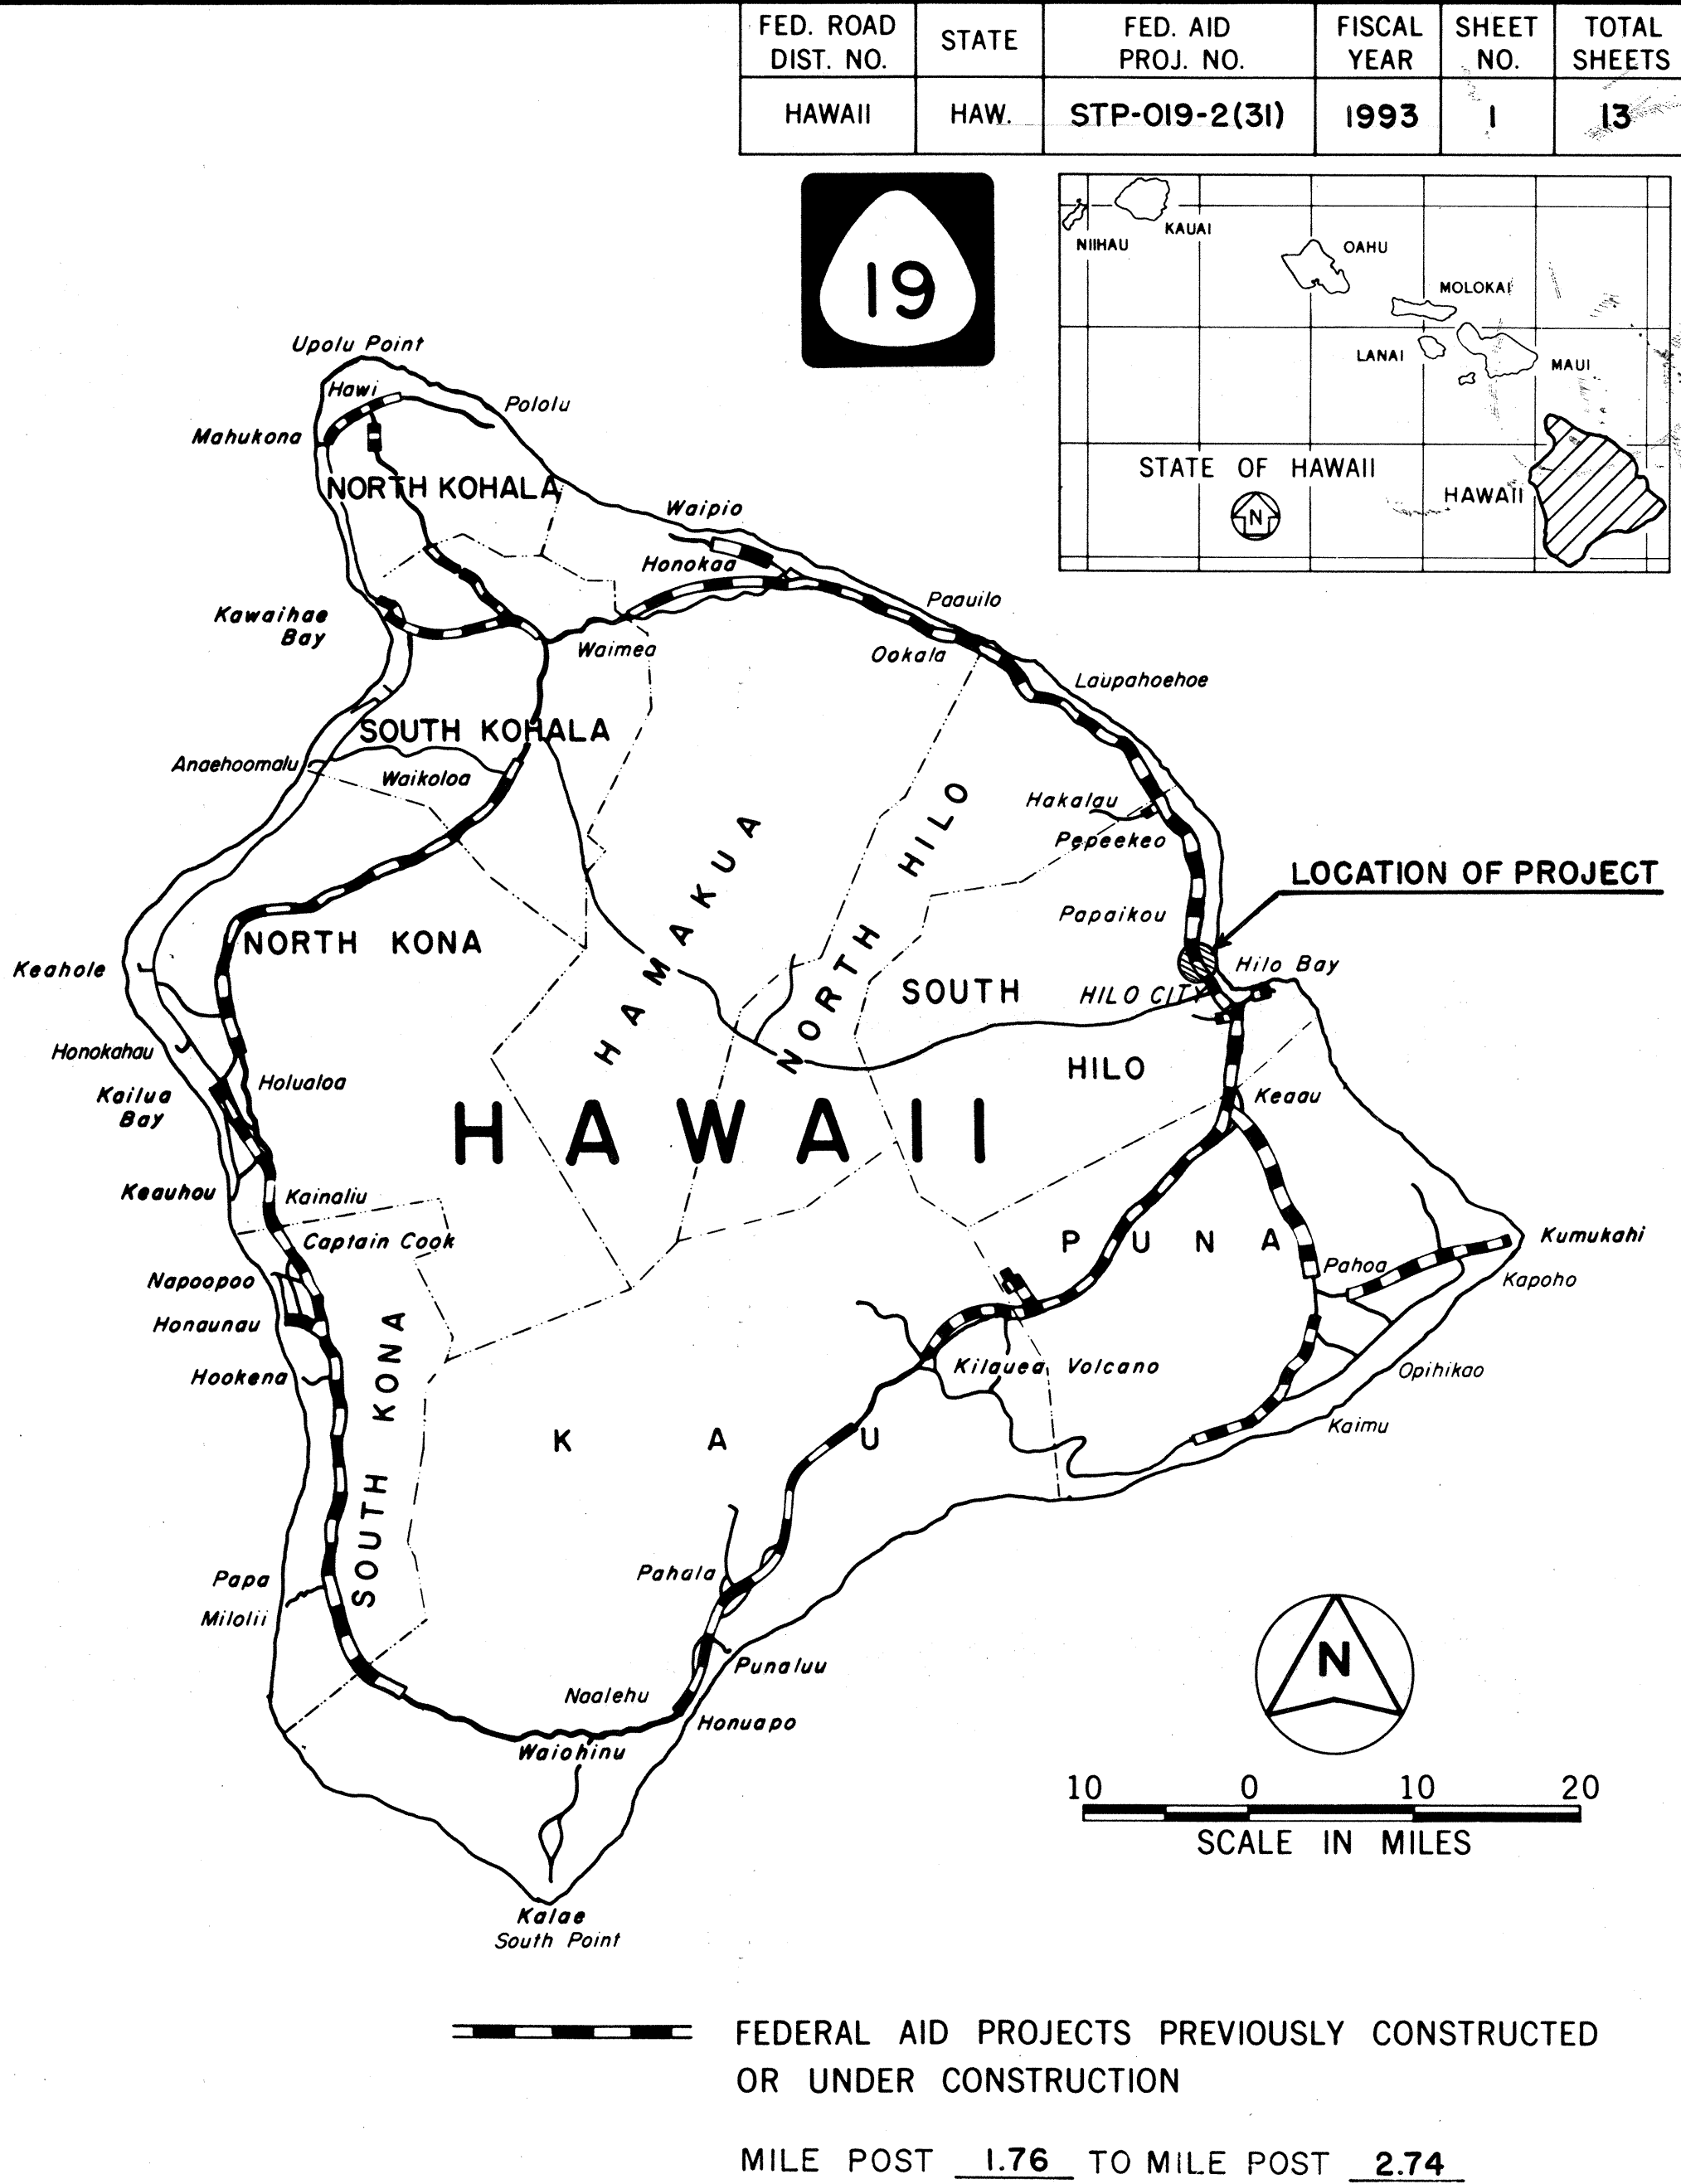 FED. ROAD DIST. NO. STATE FED. AID PROJ. NO. FISCAL YEAR SHEET NO. TOTAL SHEETS
HAWAII HAW. STP-019-2(31) 1993 1 13
19
NIIHAU
KAUAI
OAHU
MOLOKAI
LANAI
MAUI
HAWAII
STATE OF HAWAII
N
Upolu Point
Hawi
Pololu
Mahukona
NORTH KOHALA
Waipio
Honokaa
Kawaihae
Bay
Waimea
Paauilo
Ookala
Laupahoehoe
SOUTH KOHALA
Anaehoomalu
Waikoloa
Hakalau
Pepeekeo
LOCATION OF PROJECT
Papaikou
HAMAKUA
NORTH HILO
NORTH KONA
Keahole
SOUTH
HILO
Hilo Bay
HILO CITY
Honokahau
Holualoa
Kailua
Bay
Keaau
HAWAII
Keauhou
Kainaliu
Captain Cook
PUNA
Kumukahi
Pahoa
Kapoho
Napoopoo
Honaunau
Hookena
SOUTH KONA
Kilauea Volcano
Opihikao
Kaimu
KAU
Papa
Milolii
Pahala
Punaluu
Naalehu
Honuapo
Waiohinu
Kalae
South Point
N
10 0 10 20
SCALE IN MILES
FEDERAL AID PROJECTS PREVIOUSLY CONSTRUCTED
OR UNDER CONSTRUCTION
MILE POST 1.76 TO MILE POST 2.74